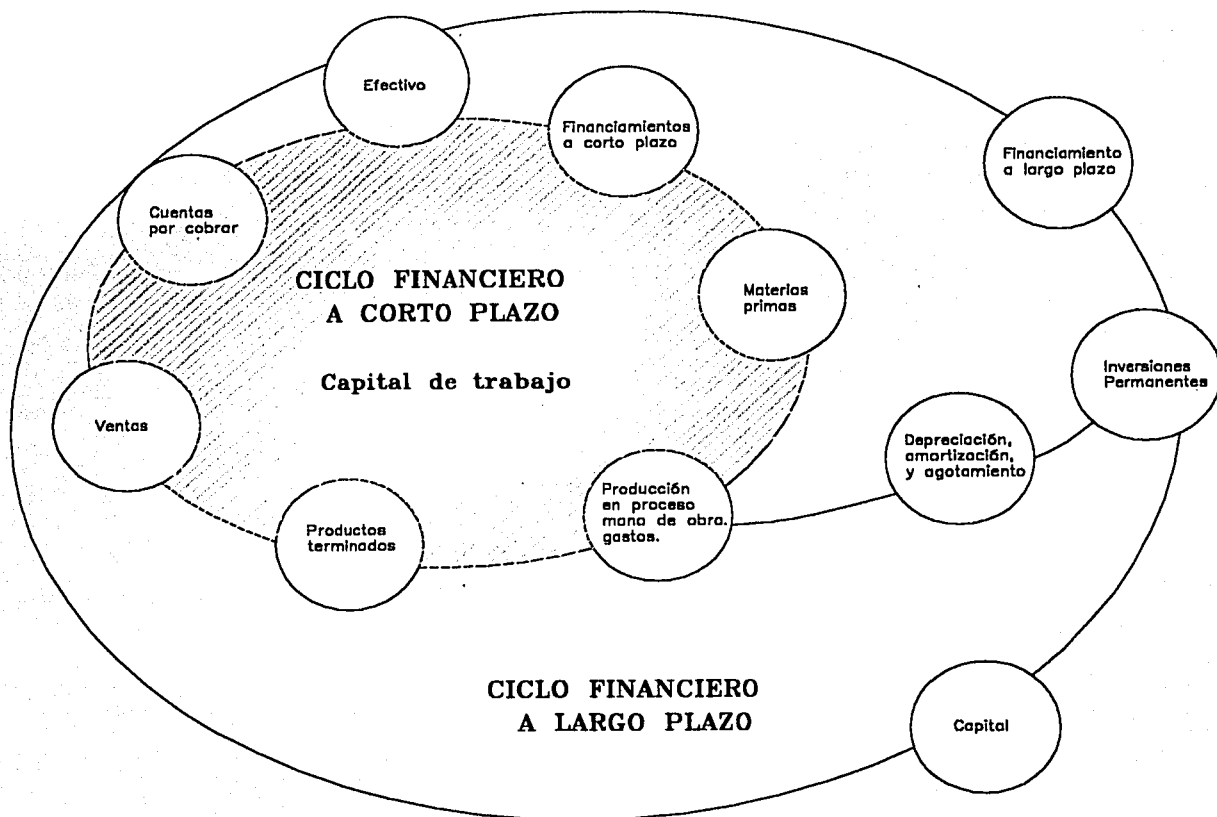 Efectivo
Financiamientos
a corto plazo
Financiamiento
a largo plazo
Cuentas
por cobrar
CICLO FINANCIERO
A CORTO PLAZO
Materias
primas
Capital de trabajo
Inversiones
Permanentes
Ventas
Depreciación,
amortización,
y agotamiento
Producción
en proceso
mana de obra.
gastos.
Productos
terminados
CICLO FINANCIERO
A LARGO PLAZO
Capital